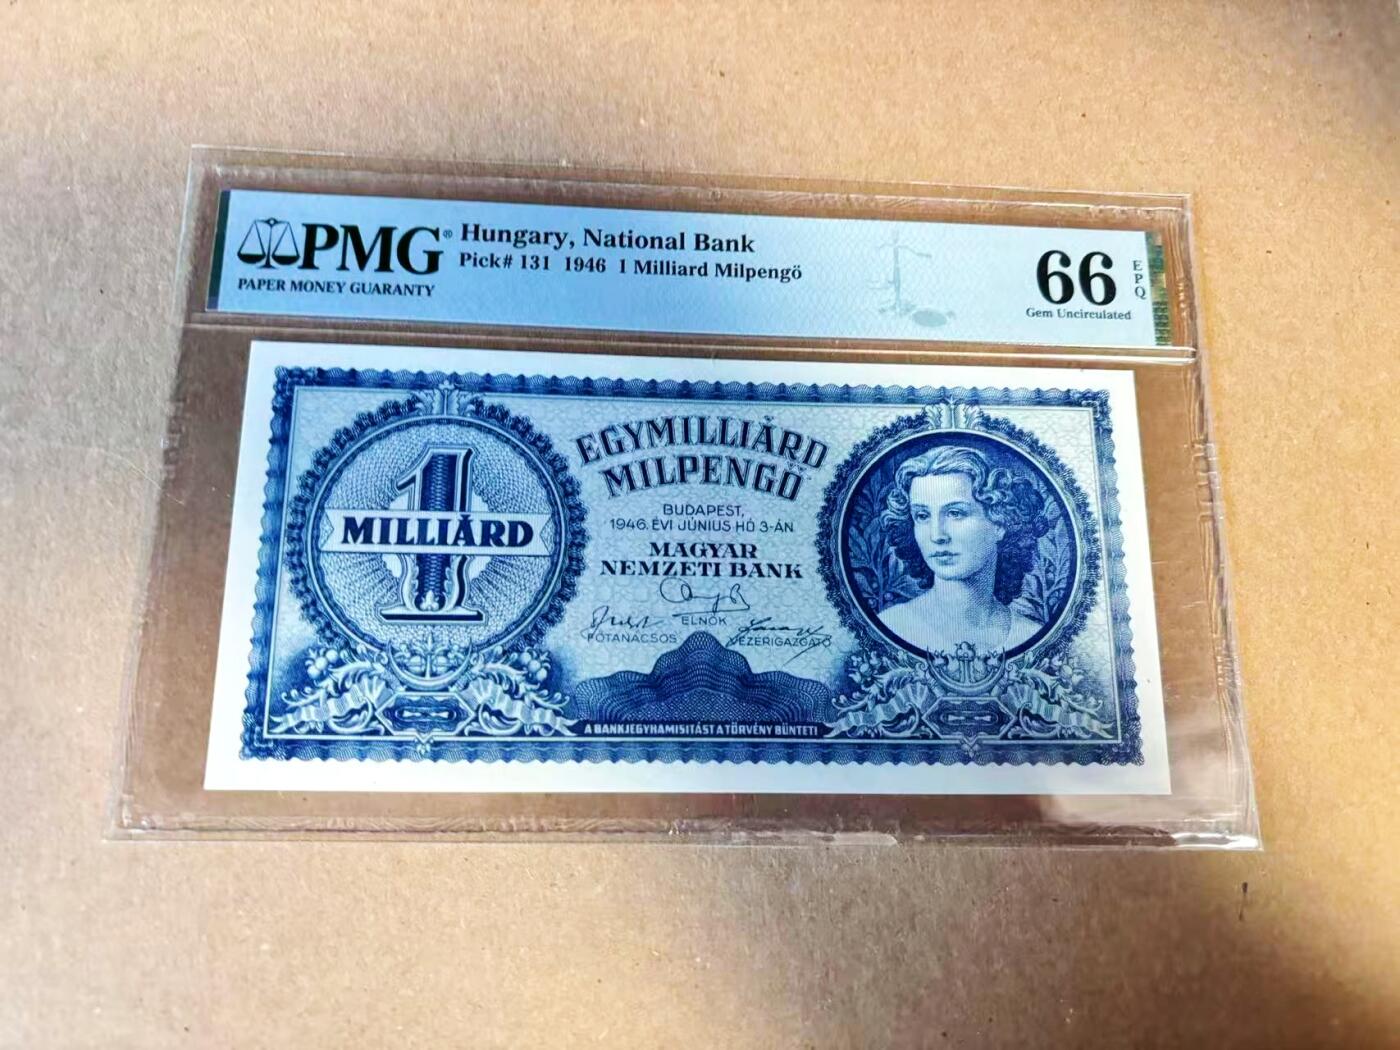 PMG®
PAPER MONEY GUARANTY
Hungary, National Bank
Pick# 131 1946 1 Milliard Milpengö
66
EPQ
Gem Uncirculated
1
MILLIÁRD
EGYMILLIÁRD
MILPENGŐ
BUDAPEST,
1946. ÉVI JÚNIUS HÓ 3-ÁN
MAGYAR
NEMZETI BANK
ELNÖK
FŐTANÁCSOS
VEZÉRIGAZGATÓ
A BANKJEGYHAMISÍTÁST A TÖRVÉNY BÜNTETI